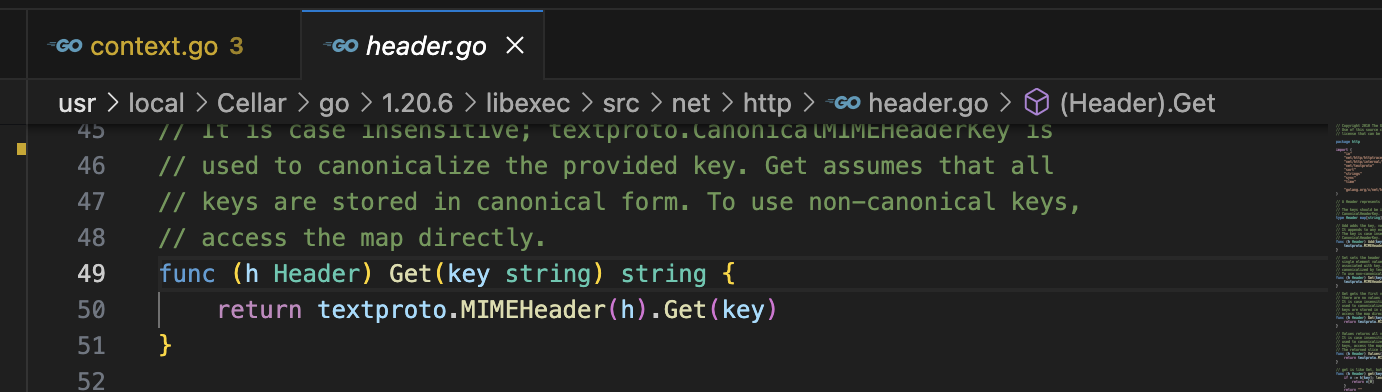 GO context.go 3
GO header.go ×
usr > local > Cellar > go > 1.20.6 > libexec > src > net > http > GO header.go > (Header).Get
45 // It is case insensitive; textproto.CanonicalMIMEHeaderKey is
46 // used to canonicalize the provided key. Get assumes that all
47 // keys are stored in canonical form. To use non-canonical keys,
48 // access the map directly.
49 func (h Header) Get(key string) string {
50 return textproto.MIMEHeader(h).Get(key)
51 }
52